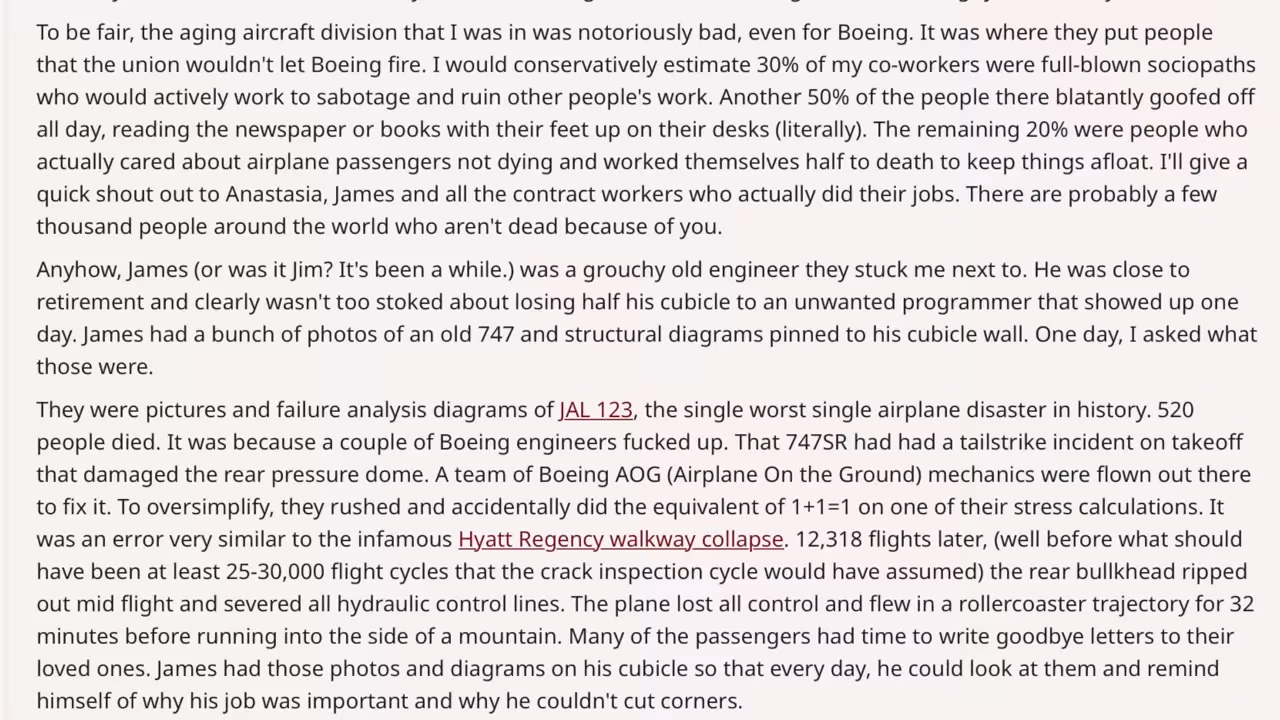 To be fair, the aging aircraft division that I was in was notoriously bad, even for Boeing. It was where they put people
that the union wouldn't let Boeing fire. I would conservatively estimate 30% of my co-workers were full-blown sociopaths
who would actively work to sabotage and ruin other people's work. Another 50% of the people there blatantly goofed off
all day, reading the newspaper or books with their feet up on their desks (literally). The remaining 20% were people who
actually cared about airplane passengers not dying and worked themselves half to death to keep things afloat. I'll give a
quick shout out to Anastasia, James and all the contract workers who actually did their jobs. There are probably a few
thousand people around the world who aren't dead because of you.
Anyhow, James (or was it Jim? It's been a while.) was a grouchy old engineer they stuck me next to. He was close to
retirement and clearly wasn't too stoked about losing half his cubicle to an unwanted programmer that showed up one
day. James had a bunch of photos of an old 747 and structural diagrams pinned to his cubicle wall. One day, I asked what
those were.
They were pictures and failure analysis diagrams of JAL 123, the single worst single airplane disaster in history. 520
people died. It was because a couple of Boeing engineers fucked up. That 747SR had had a tailstrike incident on takeoff
that damaged the rear pressure dome. A team of Boeing AOG (Airplane On the Ground) mechanics were flown out there
to fix it. To oversimplify, they rushed and accidentally did the equivalent of 1+1=1 on one of their stress calculations. It
was an error very similar to the infamous Hyatt Regency walkway collapse. 12,318 flights later, (well before what should
have been at least 25-30,000 flight cycles that the crack inspection cycle would have assumed) the rear bullkhead ripped
out mid flight and severed all hydraulic control lines. The plane lost all control and flew in a rollercoaster trajectory for 32
minutes before running into the side of a mountain. Many of the passengers had time to write goodbye letters to their
loved ones. James had those photos and diagrams on his cubicle so that every day, he could look at them and remind
himself of why his job was important and why he couldn't cut corners.